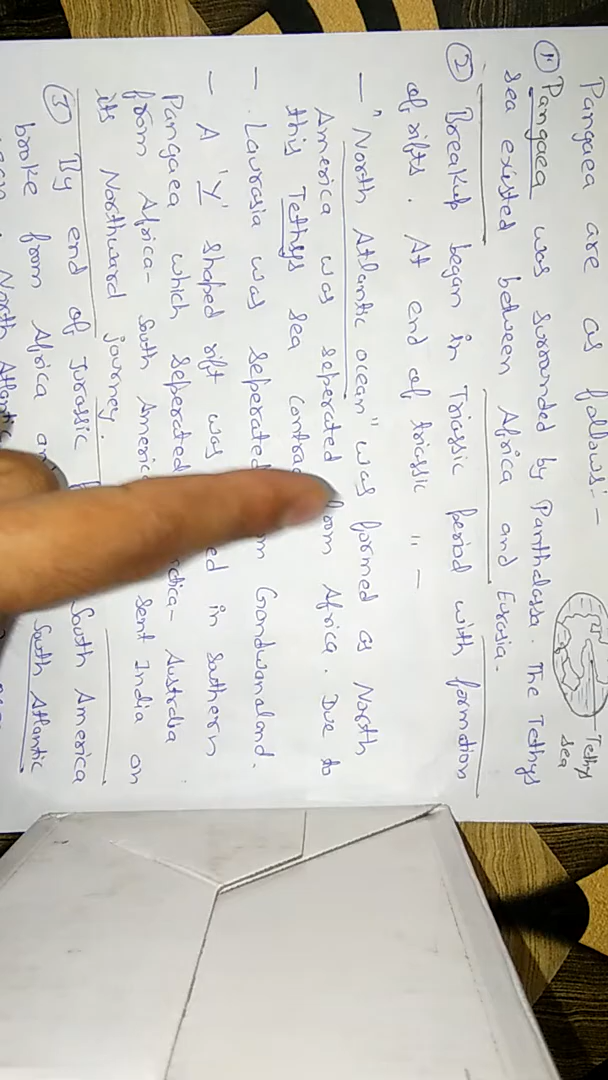 Pangaea are as follows:-
① Pangaea was surrounded by Panthalassa. The Tethys
sea existed between Africa and Eurasia.
Tethys
sea
② Breakup began in Triassic period with formation
of rifts. At end of triassic " -
- "North Atlantic ocean" was formed as North
America was seperated from Africa. Due to
this Tethys sea
- Laurasia was seperated Gondwanaland.
- A 'Y' shaped rift was in southern
Pangaea which seperated - Australia
from Africa - South America sent India on
its Northward journey.
③ By end of Jurassic South America
broke from Africa South Atlantic
North Atlantic